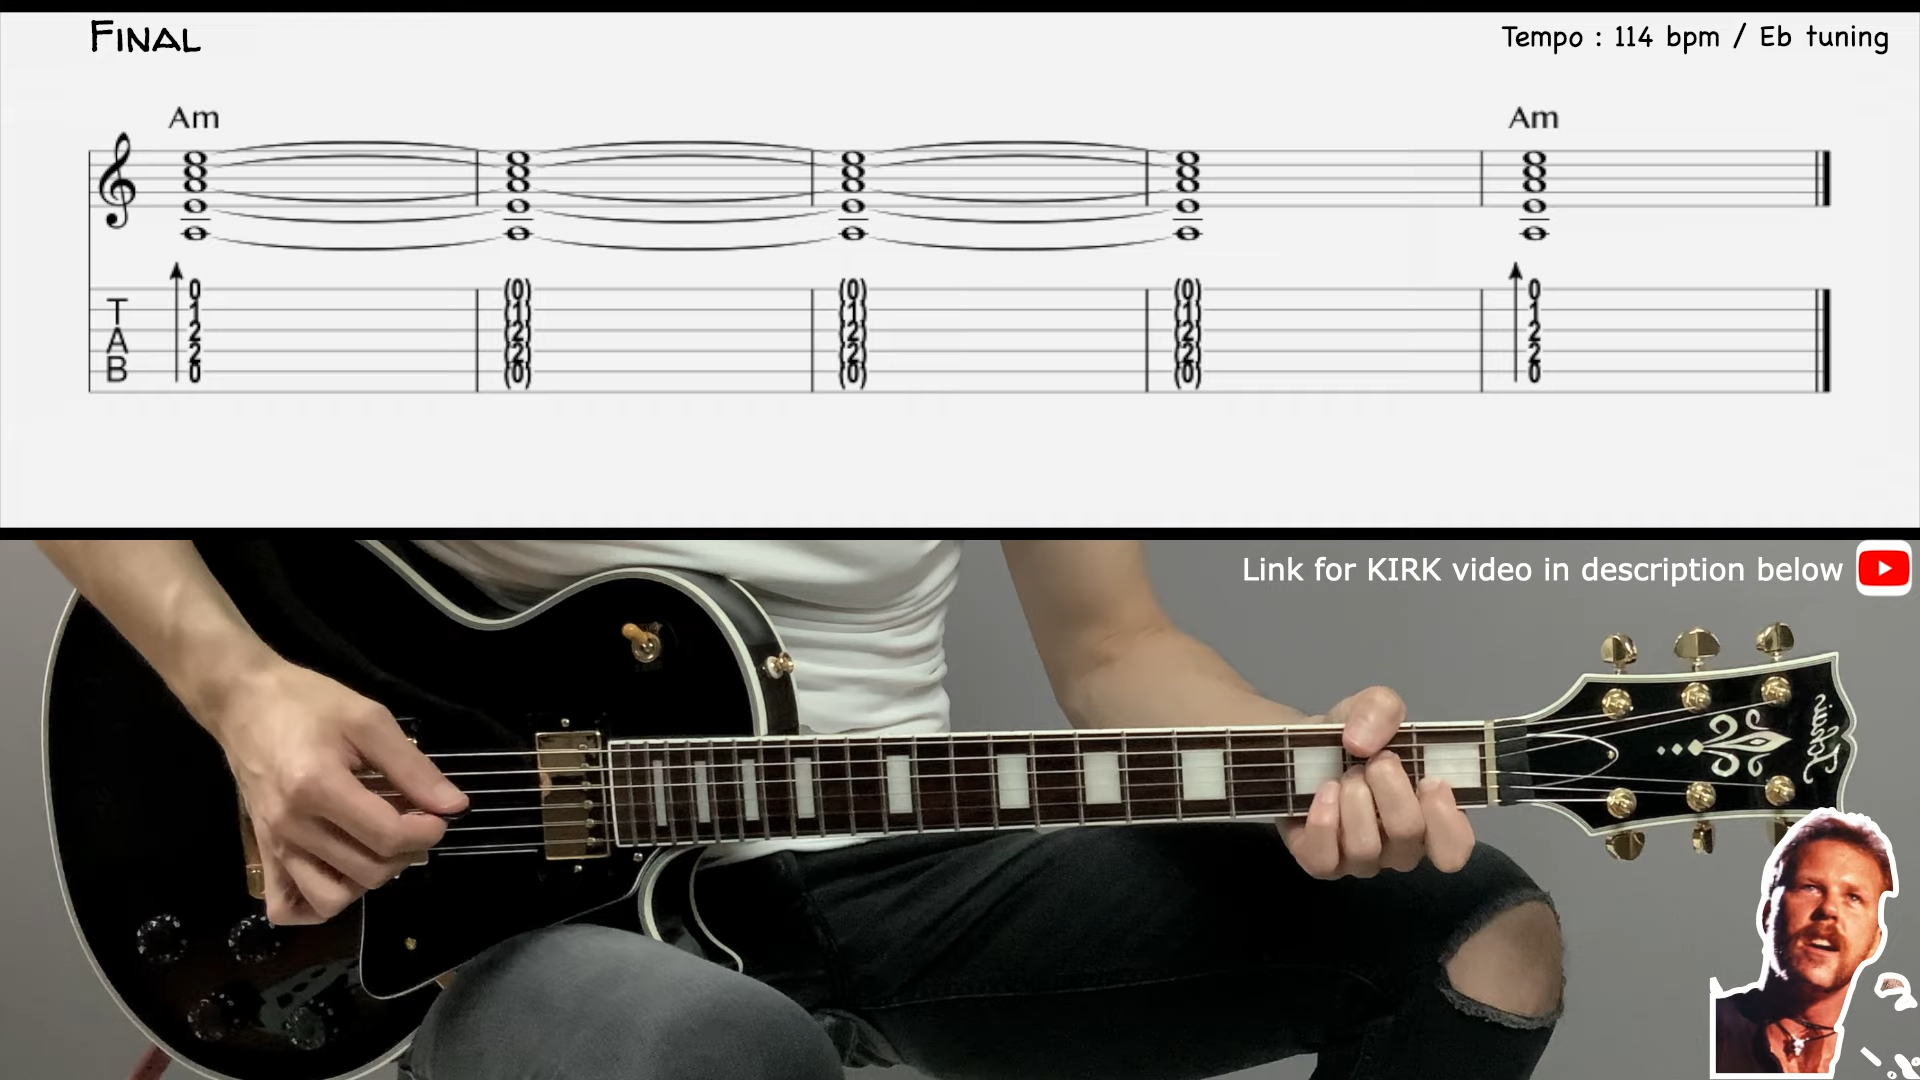 FINAL
Tempo : 114 bpm / Eb tuning
Am Am
T
A
B
0 (0) (0) (0) 0
1 (1) (1) (1) 1
2 (2) (2) (2) 2
2 (2) (2) (2) 2
0 (0) (0) (0) 0
Link for KIRK video in description below